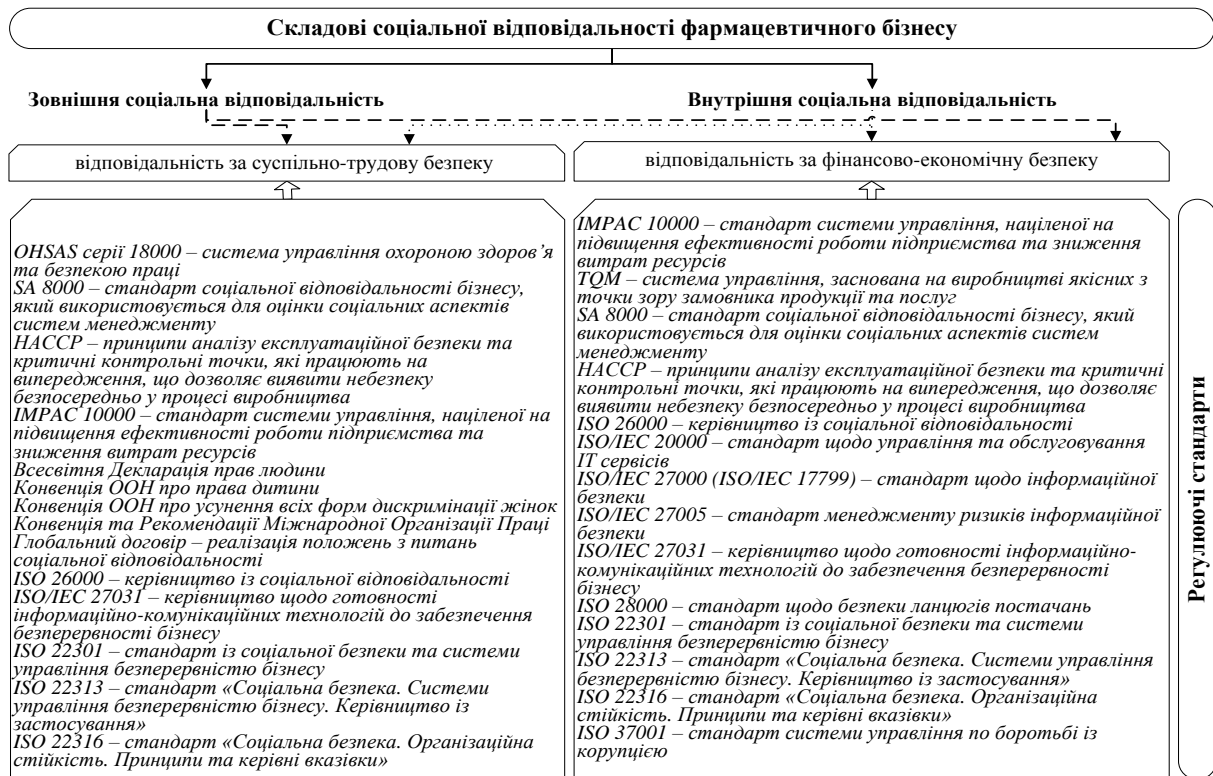 Складові соціальної відповідальності фармацевтичного бізнесу
Зовнішня соціальна відповідальність
Внутрішня соціальна відповідальність
відповідальність за суспільно-трудову безпеку
відповідальність за фінансово-економічну безпеку
OHSAS серії 18000 – система управління охороною здоров’я
та безпекою праці
SA 8000 – стандарт соціальної відповідальності бізнесу,
який використовується для оцінки соціальних аспектів
систем менеджменту
HACCP – принципи аналізу експлуатаційної безпеки та
критичні контрольні точки, які працюють на
випередження, що дозволяє виявити небезпеку
безпосередньо у процесі виробництва
IMPAC 10000 – стандарт системи управління, націленої на
підвищення ефективності роботи підприємства та
зниження витрат ресурсів
Всесвітня Декларація прав людини
Конвенція ООН про права дитини
Конвенція ООН про усунення всіх форм дискримінації жінок
Конвенція та Рекомендації Міжнародної Організації Праці
Глобальний договір – реалізація положень з питань
соціальної відповідальності
ISO 26000 – керівництво із соціальної відповідальності
ISO/IEC 27031 – керівництво щодо готовності
інформаційно-комунікаційних технологій до забезпечення
безперервності бізнесу
ISO 22301 – стандарт із соціальної безпеки та системи
управління безперервністю бізнесу
ISO 22313 – стандарт «Соціальна безпека. Системи
управління безперервністю бізнесу. Керівництво із
застосування»
ISO 22316 – стандарт «Соціальна безпека. Організаційна
стійкість. Принципи та керівні вказівки»
IMPAC 10000 – стандарт системи управління, націленої на
підвищення ефективності роботи підприємства та зниження
витрат ресурсів
TQM – система управління, заснована на виробництві якісних з
точки зору замовника продукції та послуг
SA 8000 – стандарт соціальної відповідальності бізнесу, який
використовується для оцінки соціальних аспектів систем
менеджменту
HACCP – принципи аналізу експлуатаційної безпеки та критичні
контрольні точки, які працюють на випередження, що дозволяє
виявити небезпеку безпосередньо у процесі виробництва
ISO 26000 – керівництво із соціальної відповідальності
ISO/IEC 20000 – стандарт щодо управління та обслуговування
ІТ сервісів
ISO/IEC 27000 (ISO/IEC 17799) – стандарт щодо інформаційної
безпеки
ISO/IEC 27005 – стандарт менеджменту ризиків інформаційної
безпеки
ISO/IEC 27031 – керівництво щодо готовності інформаційно-
комунікаційних технологій до забезпечення безперервності
бізнесу
ISO 28000 – стандарт щодо безпеки ланцюгів постачань
ISO 22301 – стандарт із соціальної безпеки та системи
управління безперервністю бізнесу
ISO 22313 – стандарт «Соціальна безпека. Системи управління
безперервністю бізнесу. Керівництво із застосування»
ISO 22316 – стандарт «Соціальна безпека. Організаційна
стійкість. Принципи та керівні вказівки»
ISO 37001 – стандарт системи управління по боротьбі із
корупцією
Регулюючі стандарти